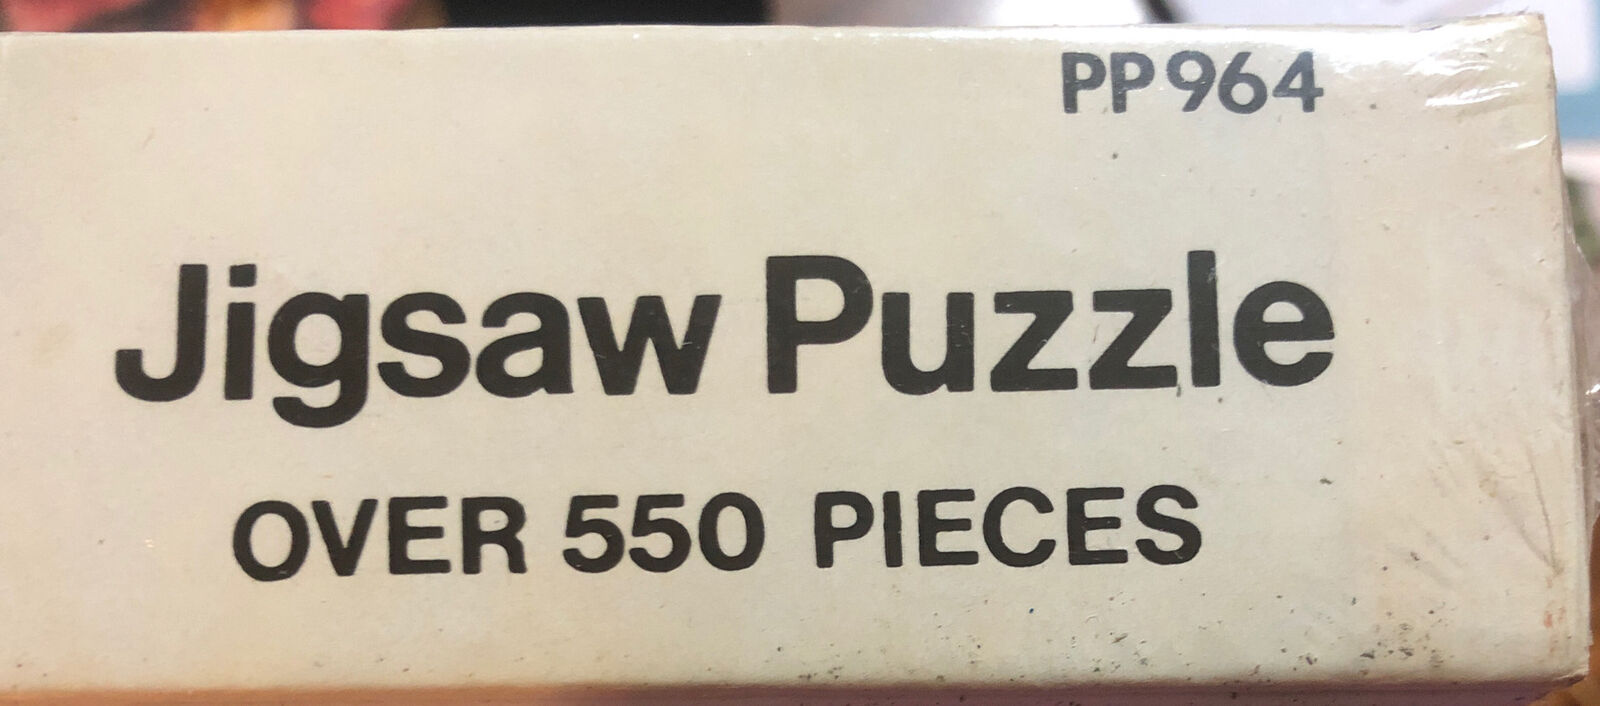 PP964
Jigsaw Puzzle
OVER 550 PIECES